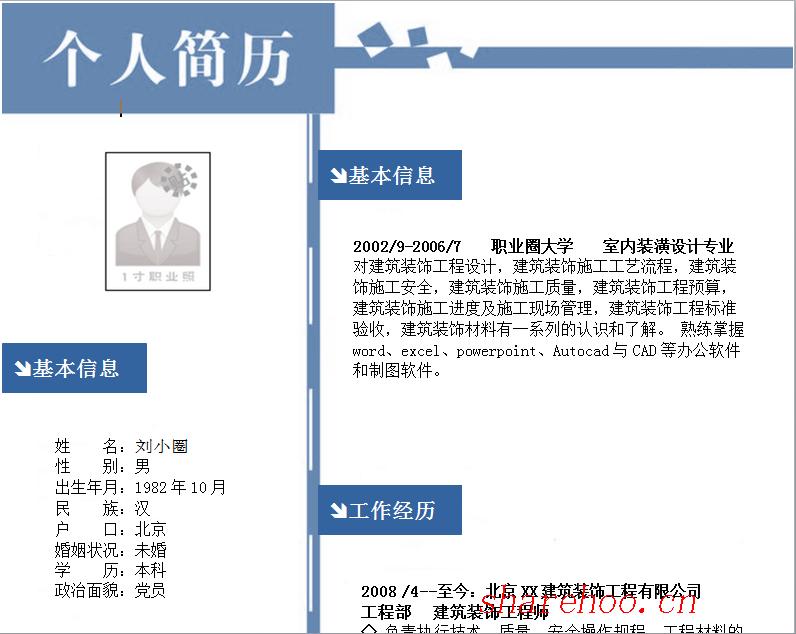 个人简历
1寸职业照
基本信息
姓 名：刘小圈
性 别：男
出生年月：1982年10月
民 族：汉
户 口：北京
婚姻状况：未婚
学 历：本科
政治面貌：党员
基本信息
2002/9-2006/7 职业圈大学 室内装潢设计专业
对建筑装饰工程设计，建筑装饰施工工艺流程，建筑装
饰施工安全，建筑装饰施工质量，建筑装饰工程预算，
建筑装饰施工进度及施工现场管理，建筑装饰工程标准
验收，建筑装饰材料有一系列的认识和了解。 熟练掌握
word、excel、powerpoint、Autocad与CAD等办公软件
和制图软件。
工作经历
2008 /4--至今：北京XX建筑装饰工程有限公司
工程部 建筑装饰工程师
◇ 负责执行技术、质量、安全操作规程、工程材料的
sharehoo.cn